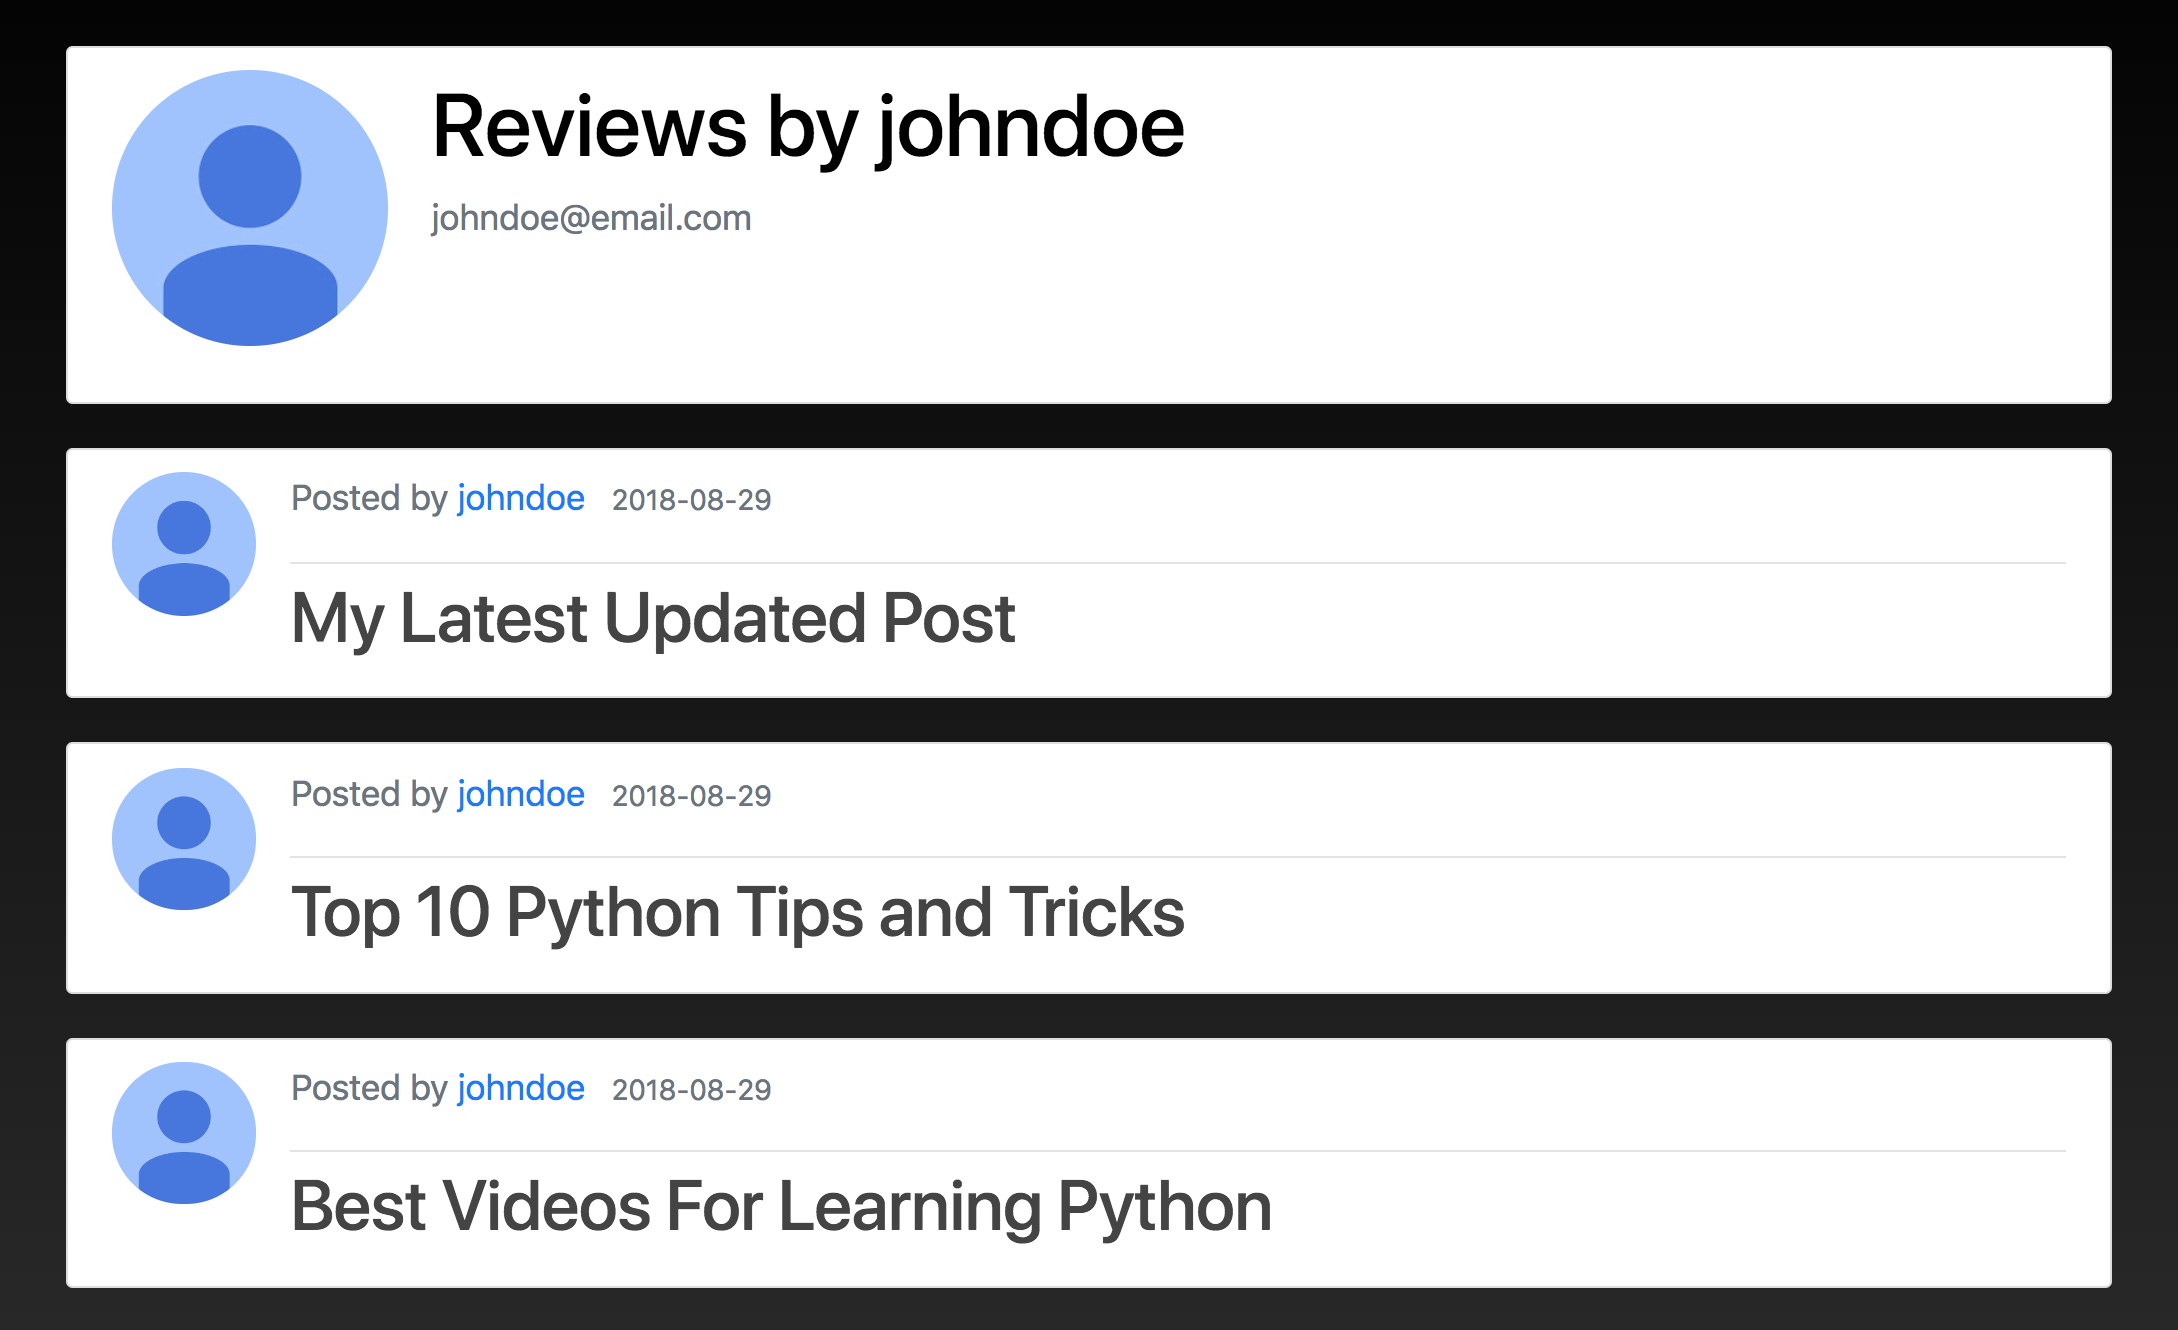 Reviews by johndoe
johndoe@email.com
Posted by johndoe 2018-08-29
My Latest Updated Post
Posted by johndoe 2018-08-29
Top 10 Python Tips and Tricks
Posted by johndoe 2018-08-29
Best Videos For Learning Python